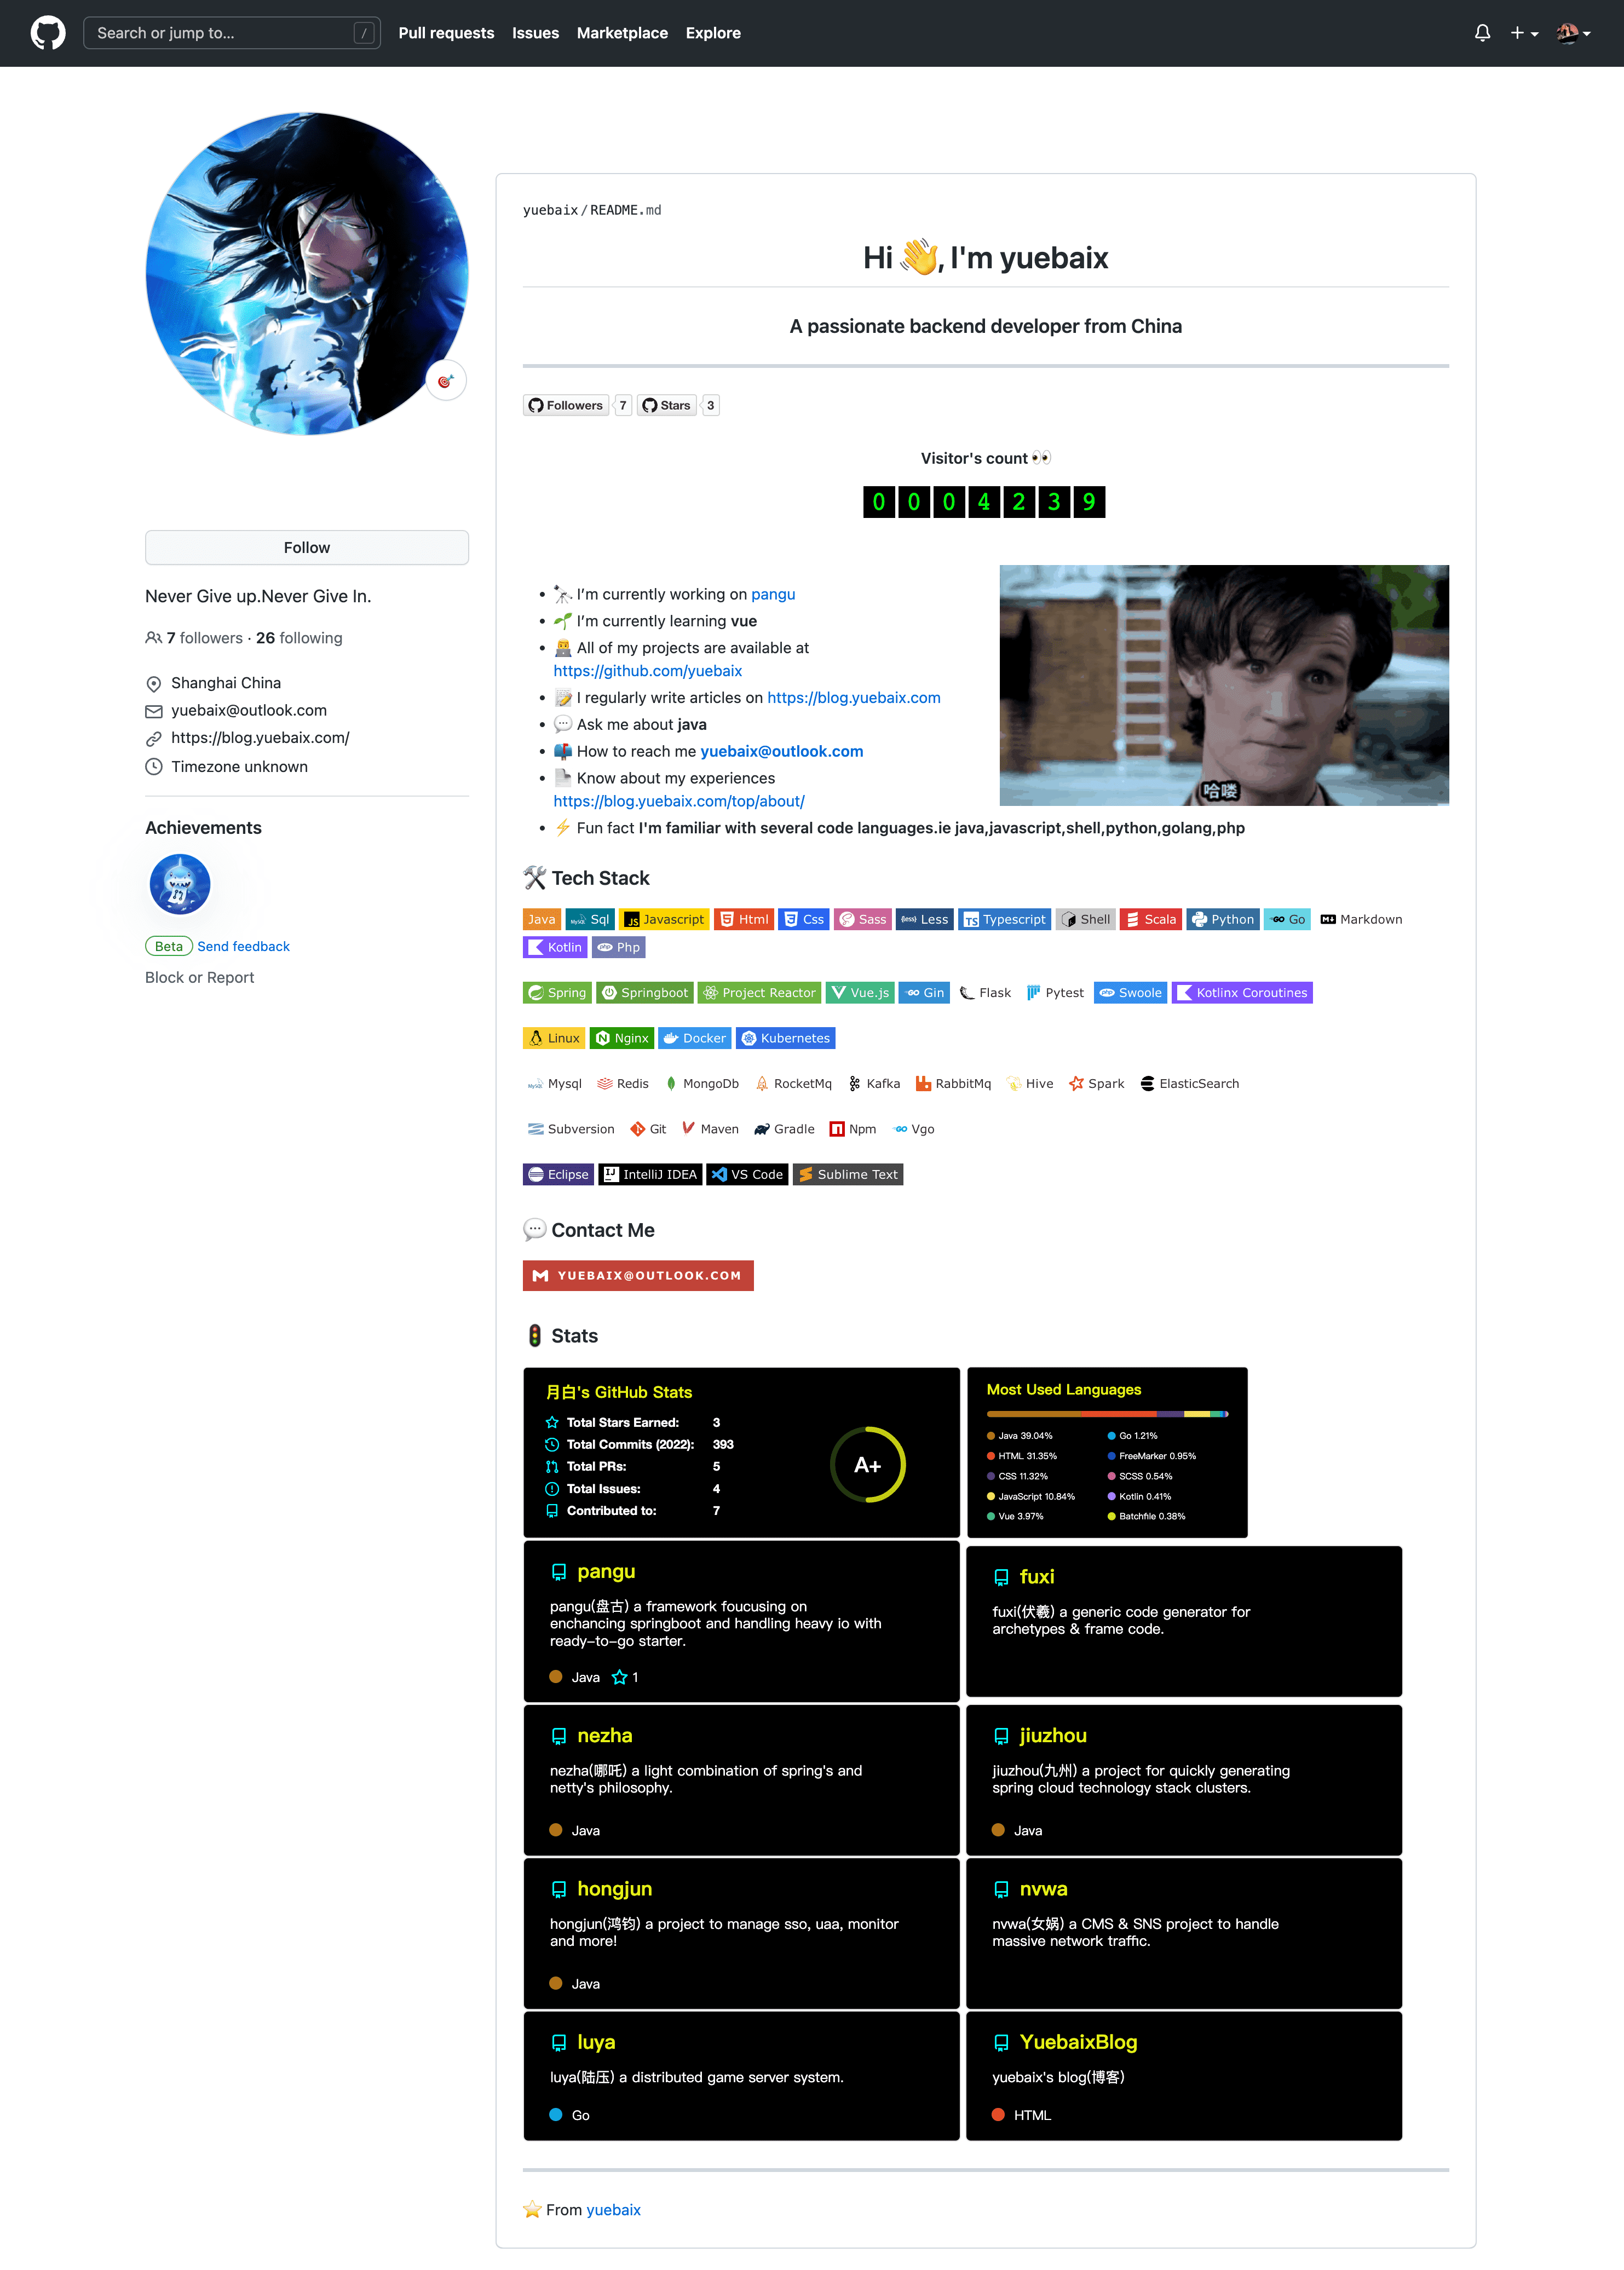 Search or jump to...
/
Pull requests
Issues
Marketplace
Explore
Follow
Never Give up.Never Give In.
7 followers · 26 following
Shanghai China
yuebaix@outlook.com
https://blog.yuebaix.com/
Timezone unknown
Achievements
Beta Send feedback
Block or Report
yuebaix/README.md
Hi 👋, I'm yuebaix
A passionate backend developer from China
Followers 7 Stars 3
Visitor's count 👀
0 0 0 4 2 3 9
🔭 I'm currently working on pangu
🌱 I'm currently learning vue
👨‍💻 All of my projects are available at
https://github.com/yuebaix
📝 I regularly write articles on https://blog.yuebaix.com
💬 Ask me about java
📫 How to reach me yuebaix@outlook.com
📄 Know about my experiences
https://blog.yuebaix.com/top/about/
⚡ Fun fact I'm familiar with several code languages.ie java,javascript,shell,python,golang,php
哈喽
🛠 Tech Stack
Java Sql Javascript Html Css Sass Less Typescript Shell Scala Python Go Markdown
Kotlin Php
Spring Springboot Project Reactor Vue.js Gin Flask Pytest Swoole Kotlinx Coroutines
Linux Nginx Docker Kubernetes
Mysql Redis MongoDb RocketMq Kafka RabbitMq Hive Spark ElasticSearch
Subversion Git Maven Gradle Npm Vgo
Eclipse IntelliJ IDEA VS Code Sublime Text
💬 Contact Me
YUEBAIX@OUTLOOK.COM
🚦 Stats
月白's GitHub Stats
Total Stars Earned: 3
Total Commits (2022): 393
Total PRs: 5
Total Issues: 4
Contributed to: 7
A+
Most Used Languages
Java 39.04%
HTML 31.35%
CSS 11.32%
JavaScript 10.84%
Vue 3.97%
Go 1.21%
FreeMarker 0.95%
SCSS 0.54%
Kotlin 0.41%
Batchfile 0.38%
pangu
pangu(盘古) a framework foucusing on
enchancing springboot and handling heavy io with
ready-to-go starter.
Java 1
fuxi
fuxi(伏羲) a generic code generator for
archetypes & frame code.
nezha
nezha(哪吒) a light combination of spring's and
netty's philosophy.
Java
jiuzhou
jiuzhou(九州) a project for quickly generating
spring cloud technology stack clusters.
Java
hongjun
hongjun(鸿钧) a project to manage sso, uaa, monitor
and more!
Java
nvwa
nvwa(女娲) a CMS & SNS project to handle
massive network traffic.
luya
luya(陆压) a distributed game server system.
Go
YuebaixBlog
yuebaix's blog(博客)
HTML
⭐ From yuebaix